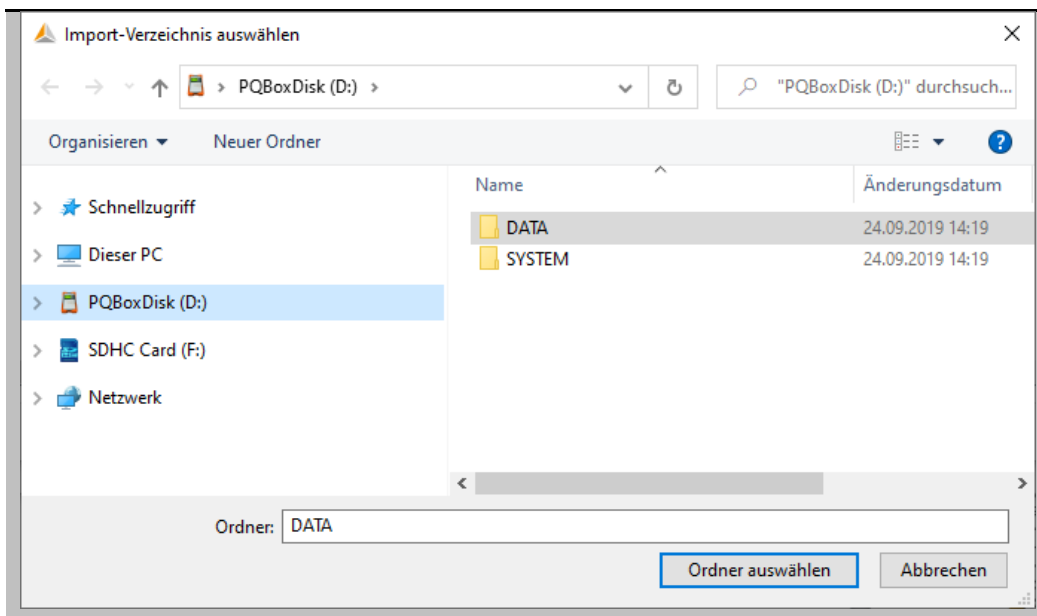 Import-Verzeichnis auswählen
PQBoxDisk (D:)
"PQBoxDisk (D:)" durchsuch...
Organisieren
Neuer Ordner
Schnellzugriff
Dieser PC
PQBoxDisk (D:)
SDHC Card (F:)
Netzwerk
Name Änderungsdatum
DATA 24.09.2019 14:19
SYSTEM 24.09.2019 14:19
Ordner: DATA
Ordner auswählen
Abbrechen